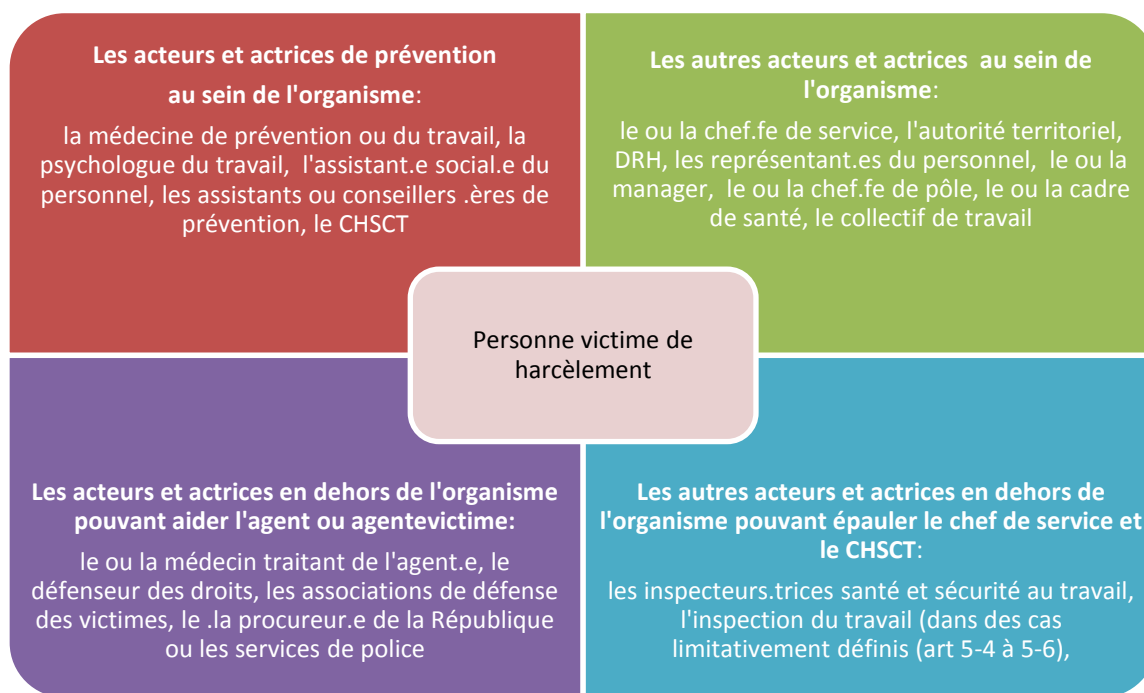 Les acteurs et actrices de prévention
au sein de l'organisme:
la médecine de prévention ou du travail, la
psychologue du travail, l'assistant.e social.e du
personnel, les assistants ou conseillers .ères de
prévention, le CHSCT
Les autres acteurs et actrices au sein de
l'organisme:
le ou la chef.fe de service, l'autorité territoriel,
DRH, les représentant.es du personnel, le ou la
manager, le ou la chef.fe de pôle, le ou la cadre
de santé, le collectif de travail
Personne victime de
harcèlement
Les acteurs et actrices en dehors de l'organisme
pouvant aider l'agent ou agentevictime:
le ou la médecin traitant de l'agent.e, le
défenseur des droits, les associations de défense
des victimes, le .la procureur.e de la République
ou les services de police
Les autres acteurs et actrices en dehors de
l'organisme pouvant épauler le chef de service et
le CHSCT:
les inspecteurs.trices santé et sécurité au travail,
l'inspection du travail (dans des cas
limitativement définis (art 5-4 à 5-6),